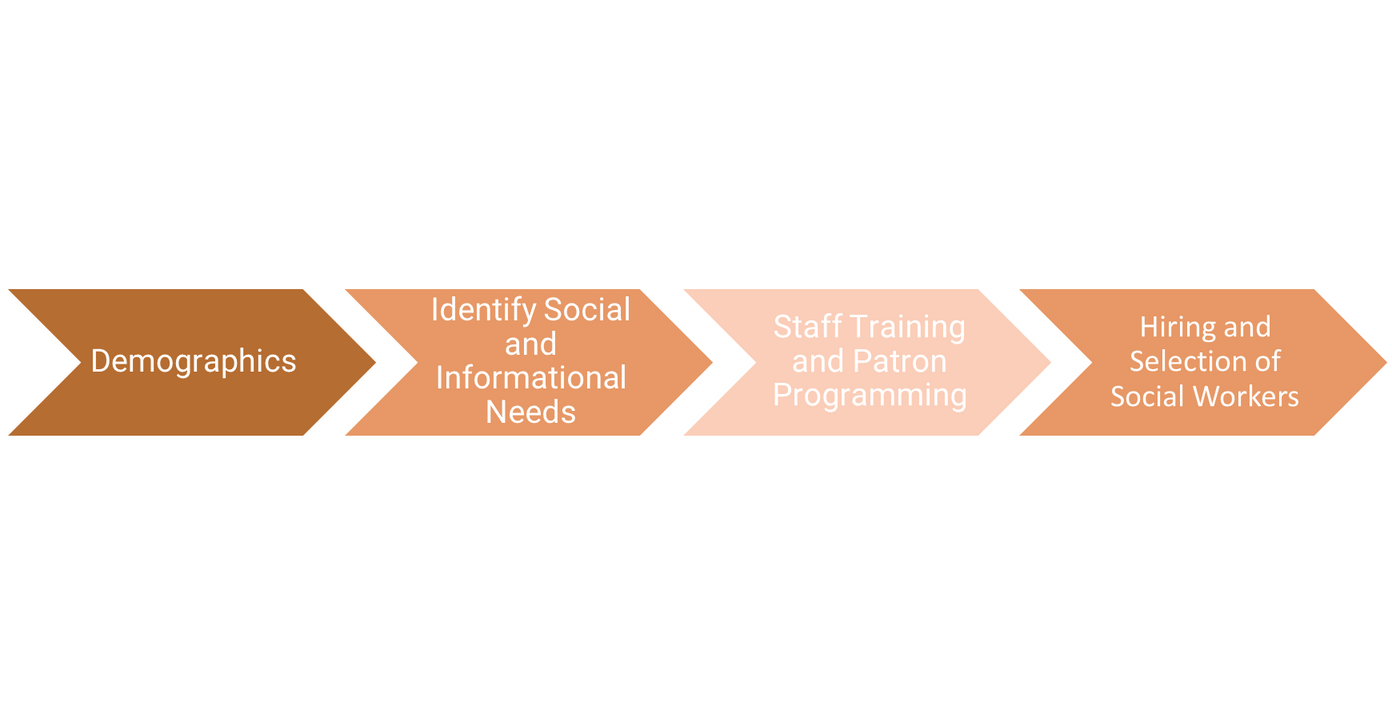 Demographics
Identify Social
and
Informational
Needs
Staff Training
and Patron
Programming
Hiring and
Selection of
Social Workers